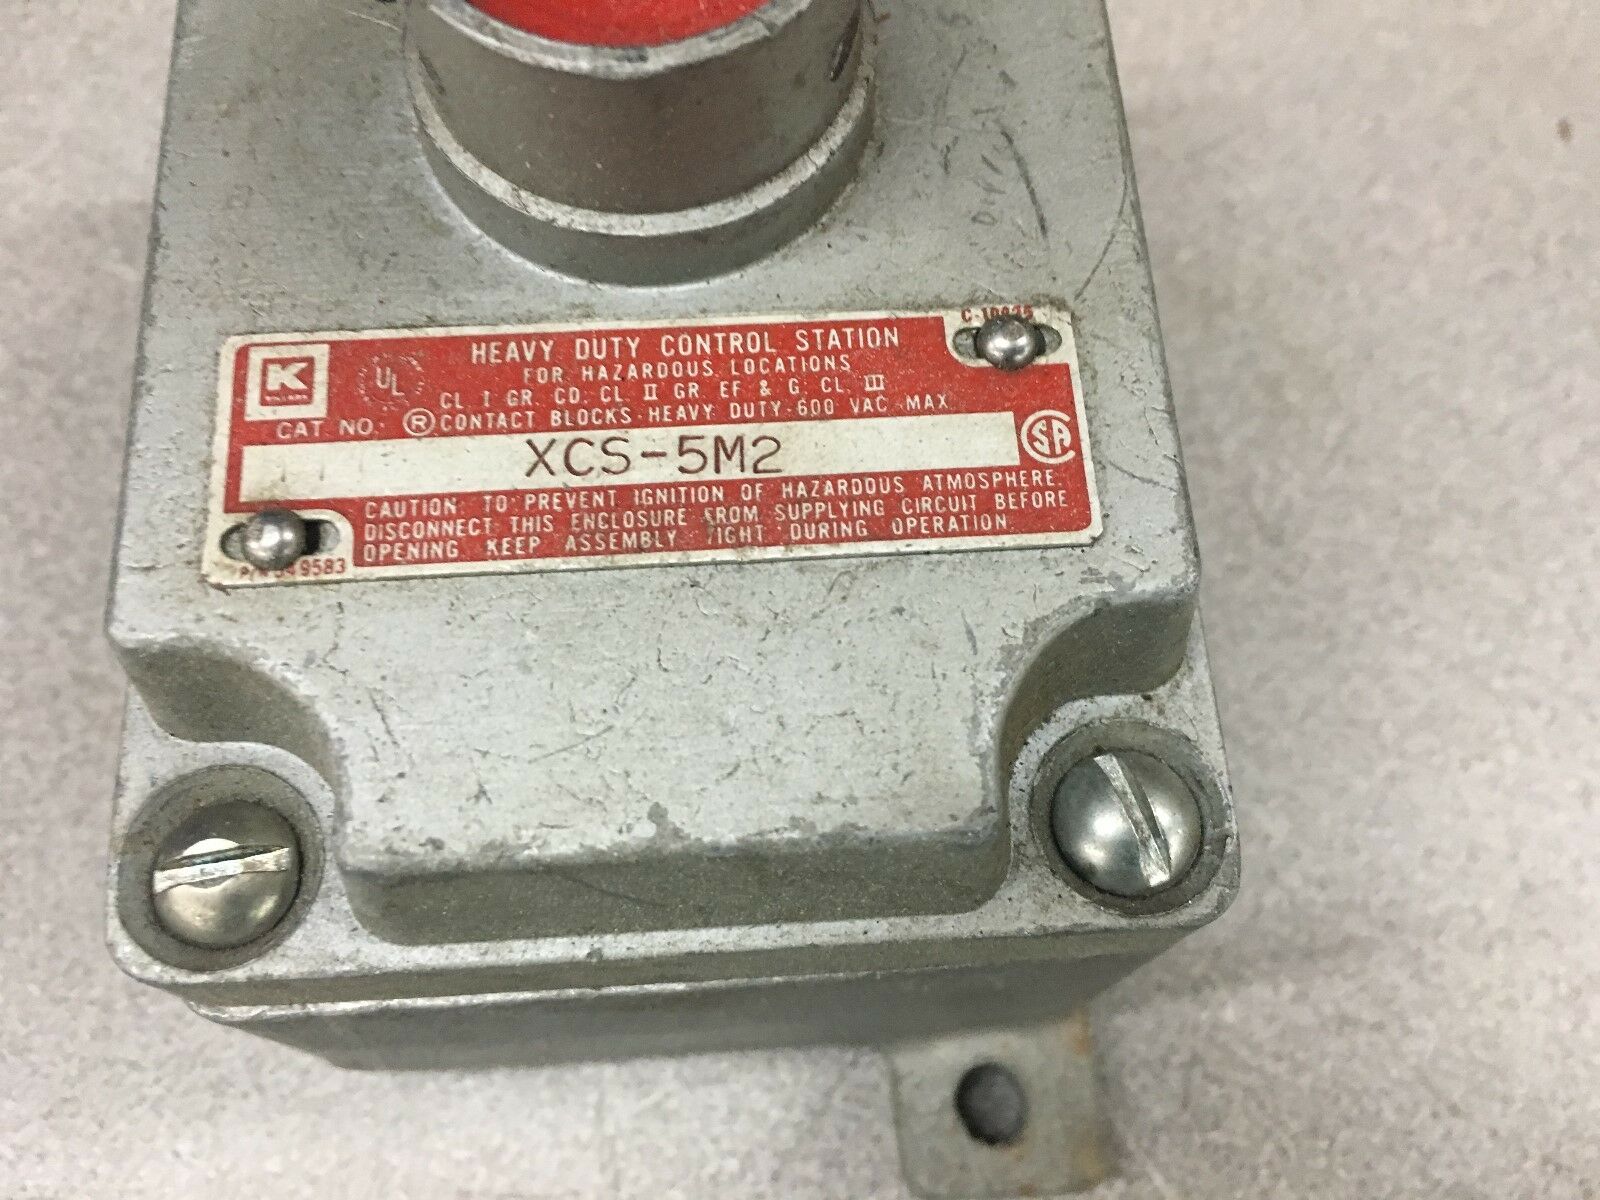 HEAVY DUTY CONTROL STATION
FOR HAZARDOUS LOCATIONS
CL I GR. CD. CL. II GR. EF & G. CL. III
CAT NO. ® CONTACT BLOCKS-HEAVY DUTY-600 VAC MAX.
K
UL
XCS-5M2
SA
CAUTION: TO PREVENT IGNITION OF HAZARDOUS ATMOSPHERE.
DISCONNECT THIS ENCLOSURE FROM SUPPLYING CIRCUIT BEFORE
OPENING. KEEP ASSEMBLY TIGHT DURING OPERATION.